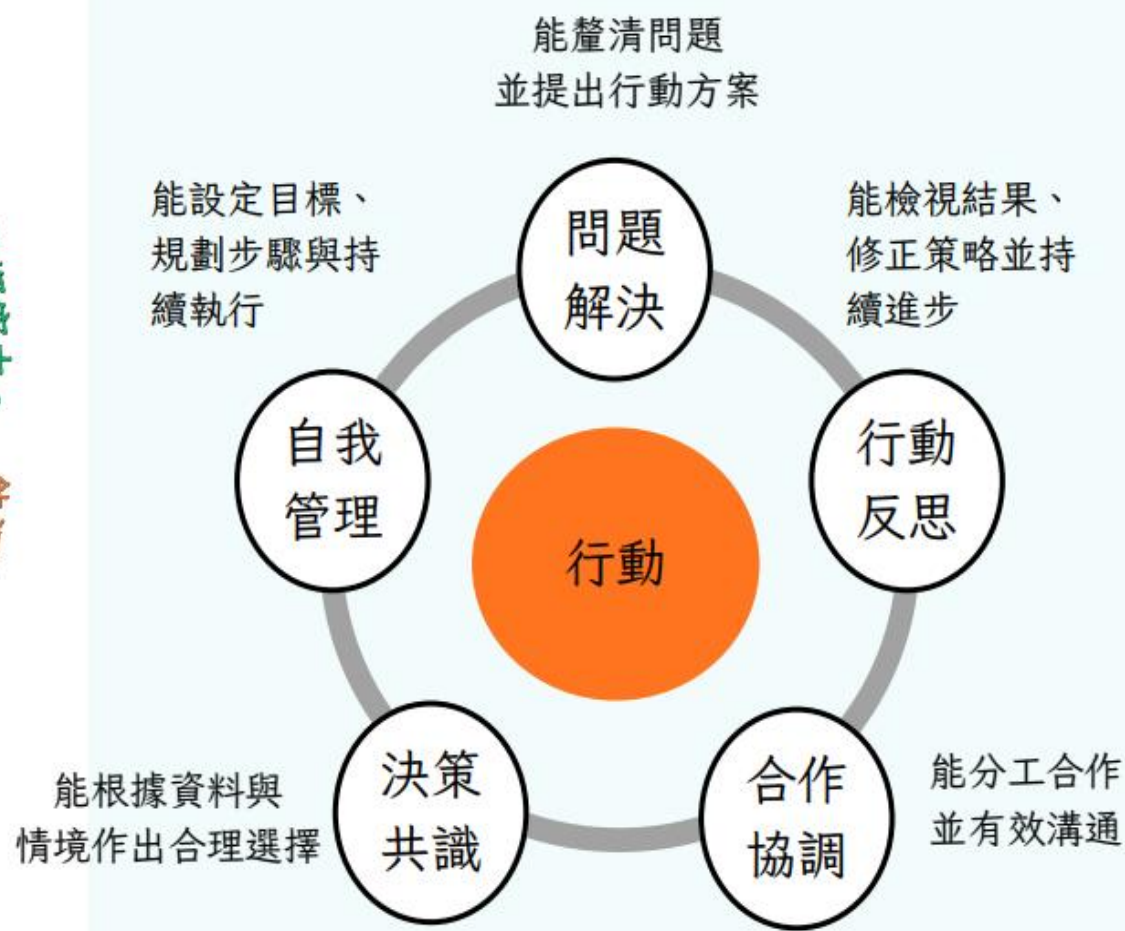 能釐清問題
並提出行動方案
能設定目標、
規劃步驟與持
續執行
問題
解決
能檢視結果、
修正策略並持
續進步
自我
管理
行動
行動
反思
能根據資料與
情境作出合理選擇
決策
共識
合作
協調
能分工合作
並有效溝通